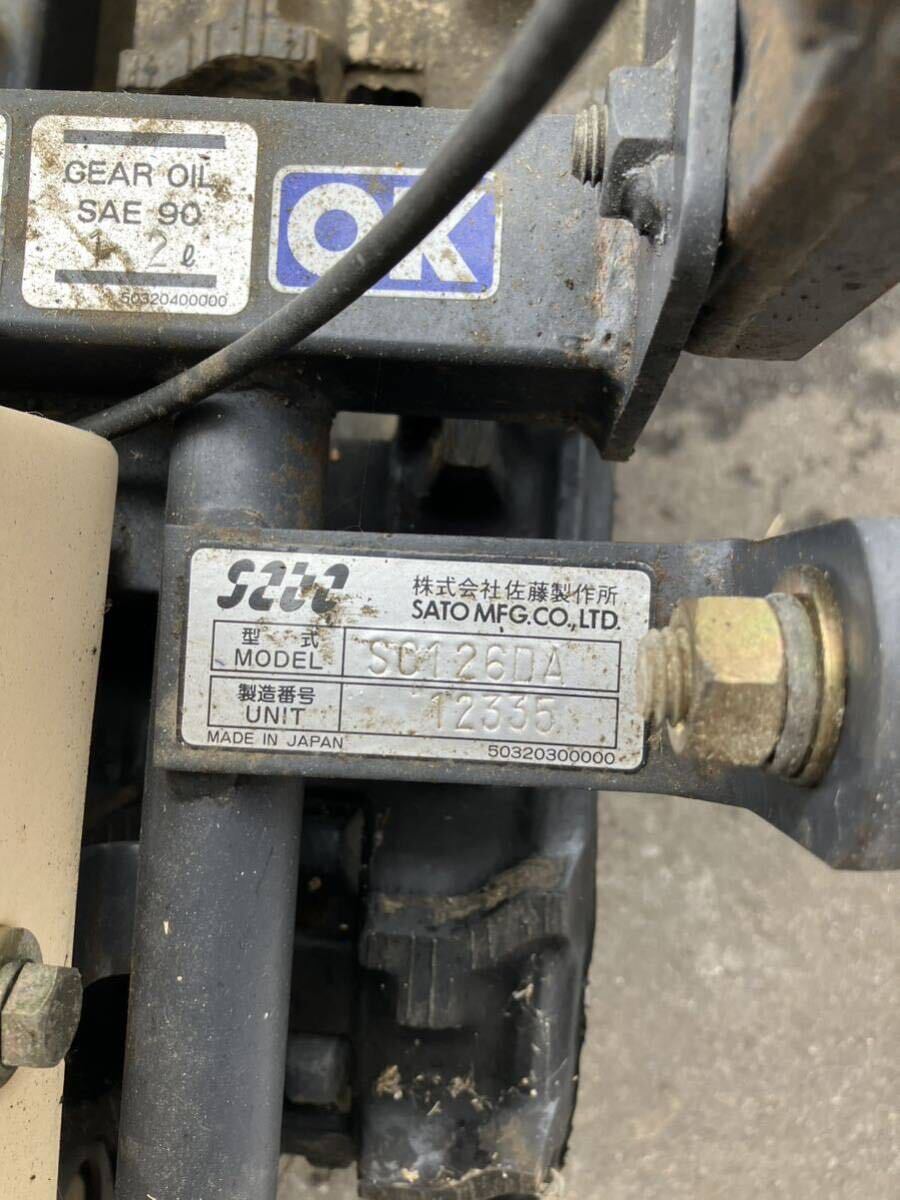 GEAR OIL
SAE 90
1 2ℓ
50320400000
OK
sato
株式会社佐藤製作所
SATO MFG.CO.,LTD.
型 式
MODEL
SC126DA
製造番号
UNIT
12335
MADE IN JAPAN
50320300000